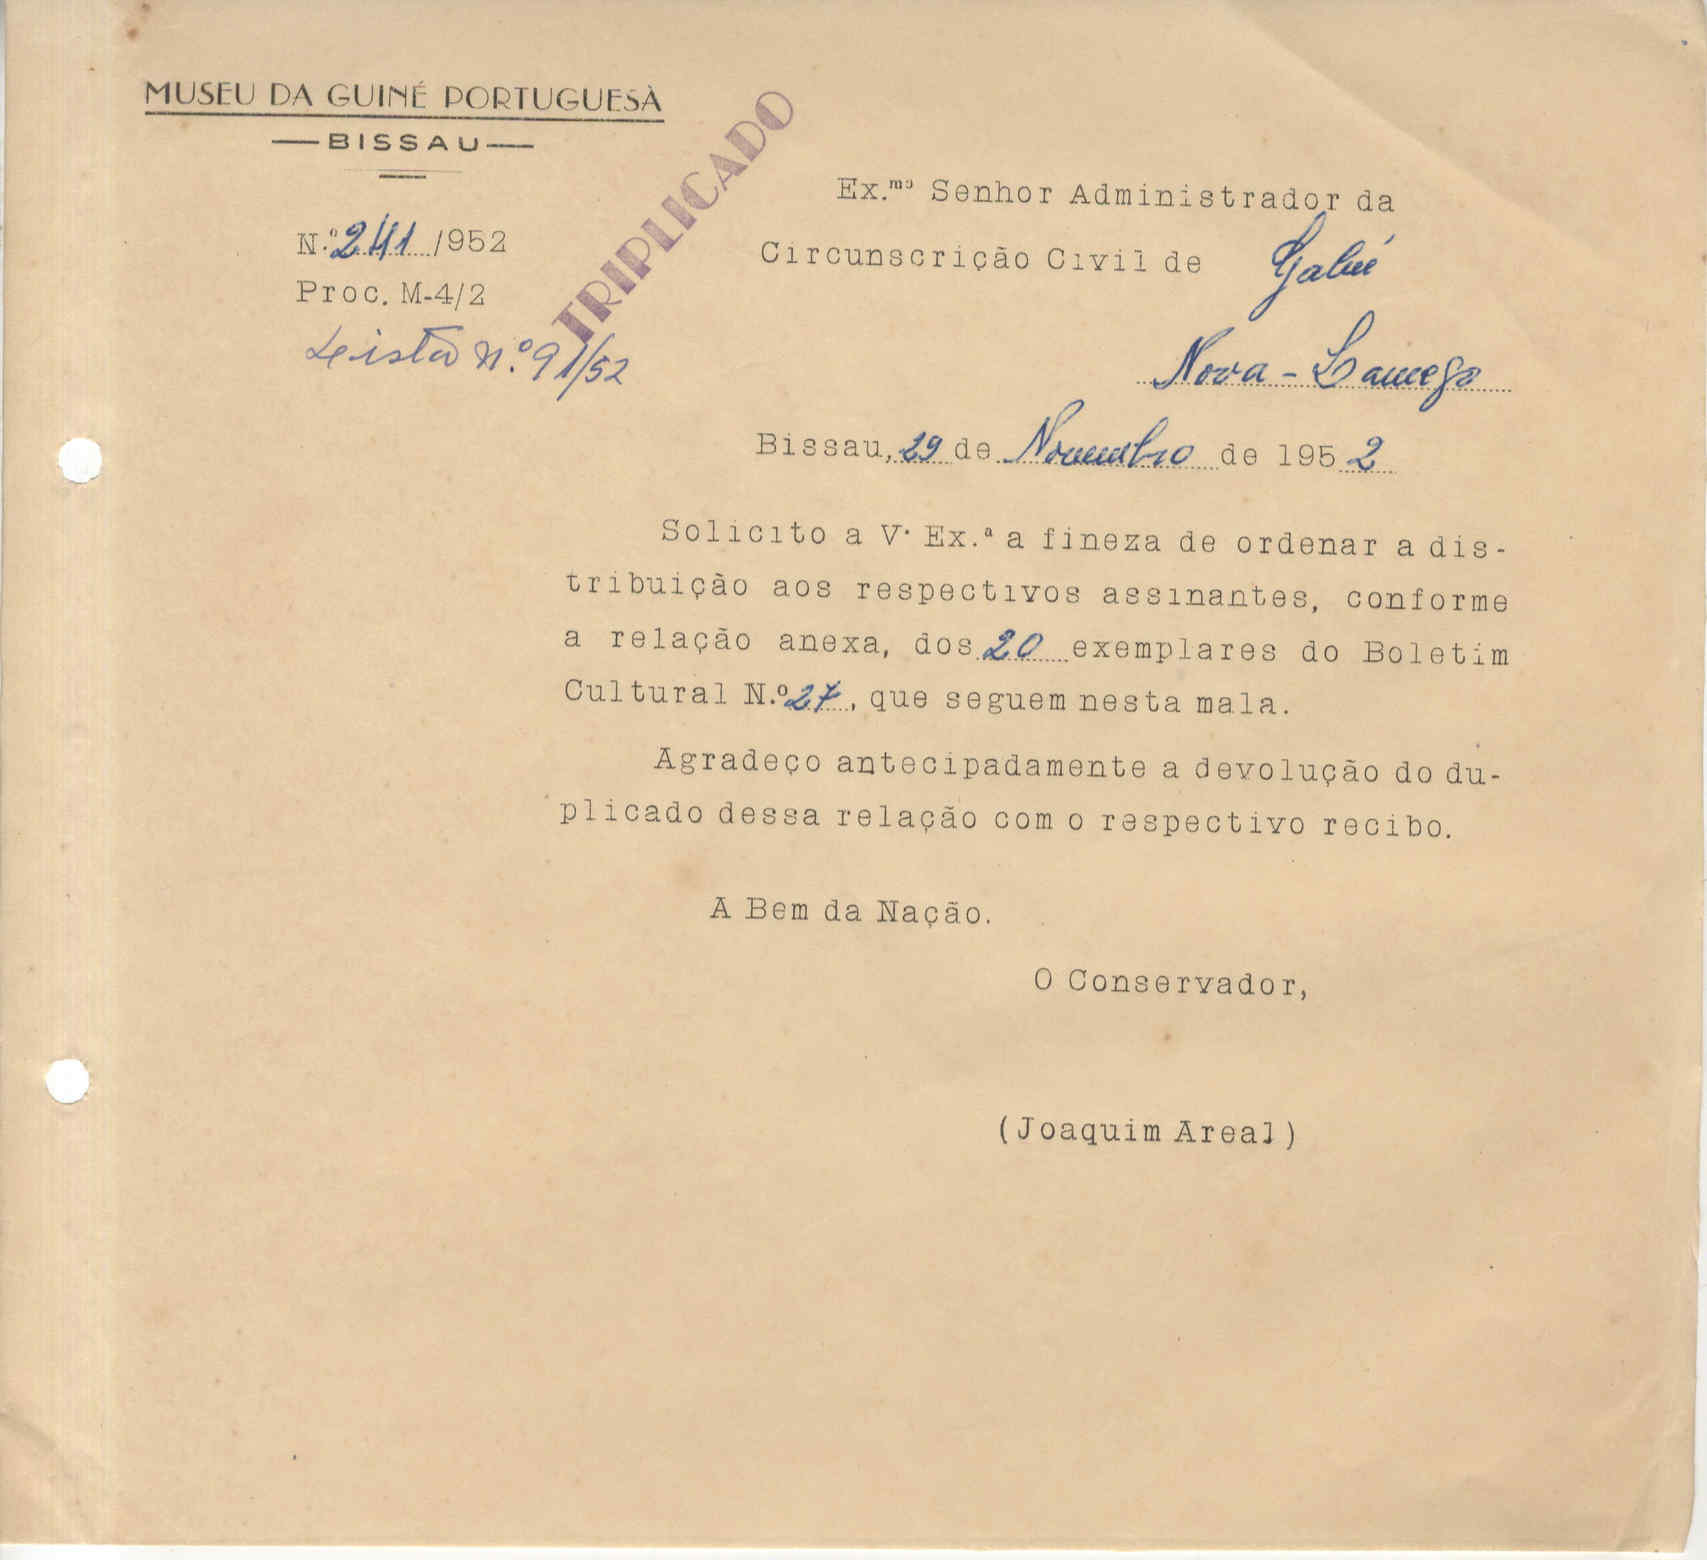 MUSEU DA GUINÉ PORTUGUESA
BISSAU
TRIPLICADO
N.º 241/952
Proc. M-4/2
Lista n.º 91/52
Ex.mº Senhor Administrador da
Circunscrição Civil de Gabú
Nova-Lamego
Bissau, 29 de Novembro de 1952
Solicito a V. Ex.ª a fineza de ordenar a dis-
tribuição aos respectivos assinantes, conforme
a relação anexa, dos 20 exemplares do Boletim
Cultural N.º 27, que seguem nesta mala.
Agradeço antecipadamente a devolução do du-
plicado dessa relação com o respectivo recibo.
A Bem da Nação.
O Conservador,
(Joaquim Areal)